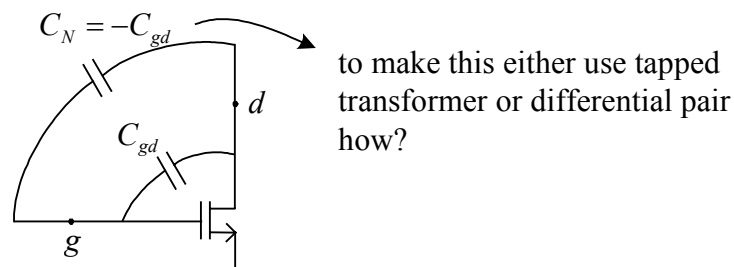 C_N = -C_gd
to make this either use tapped
transformer or differential pair
how?
d
C_gd
g